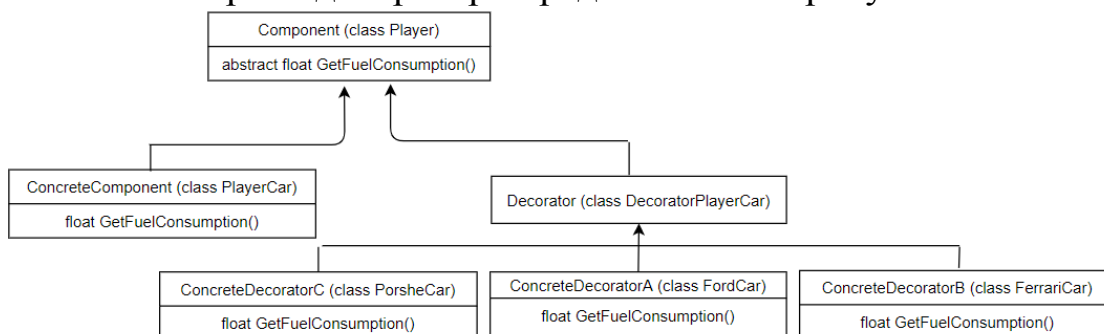 Component (class Player)
abstract float GetFuelConsumption()
ConcreteComponent (class PlayerCar)
float GetFuelConsumption()
Decorator (class DecoratorPlayerCar)
ConcreteDecoratorC (class PorsheCar)
float GetFuelConsumption()
ConcreteDecoratorA (class FordCar)
float GetFuelConsumption()
ConcreteDecoratorB (class FerrariCar)
float GetFuelConsumption()